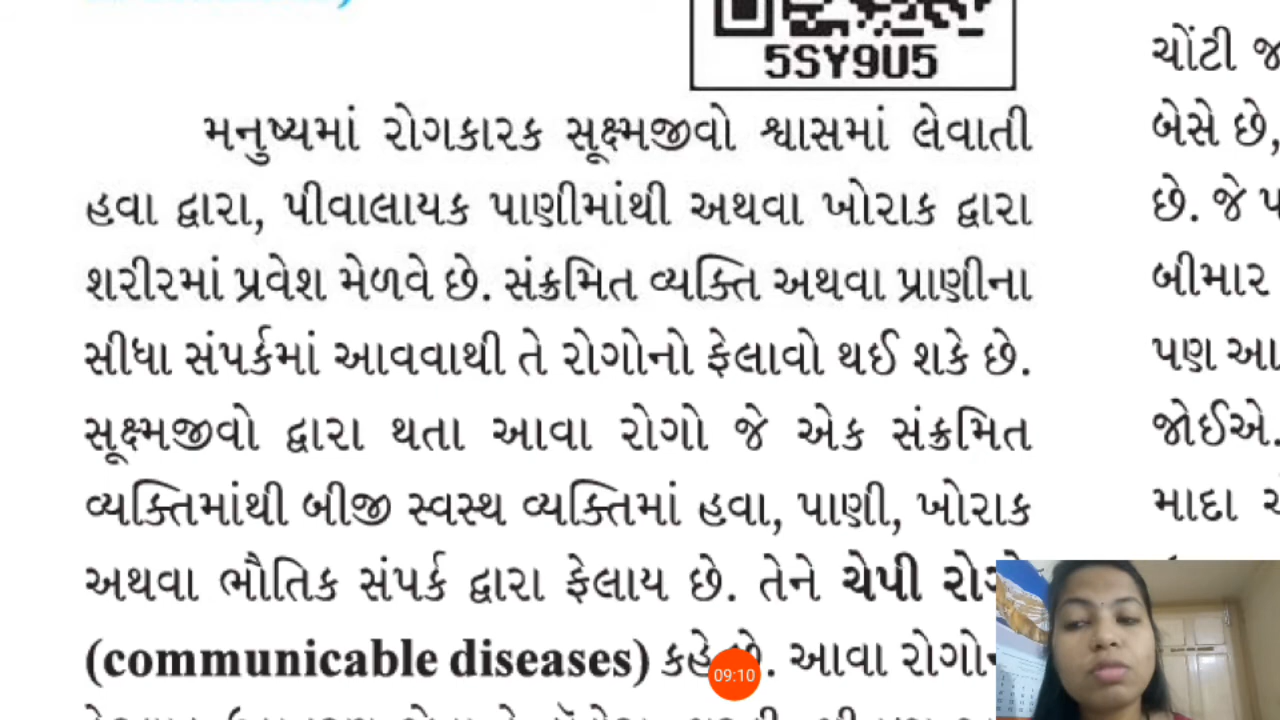 5SY9U5
મનુષ્યમાં રોગકારક સૂક્ષ્મજીવો શ્વાસમાં લેવાતી
હવા દ્વારા, પીવાલાયક પાણીમાંથી અથવા ખોરાક દ્વારા
શરીરમાં પ્રવેશ મેળવે છે. સંક્રમિત વ્યક્તિ અથવા પ્રાણીના
સીધા સંપર્કમાં આવવાથી તે રોગોનો ફેલાવો થઈ શકે છે.
સૂક્ષ્મજીવો દ્વારા થતા આવા રોગો જે એક સંક્રમિત
વ્યક્તિમાંથી બીજી સ્વસ્થ વ્યક્તિમાં હવા, પાણી, ખોરાક
અથવા ભૌતિક સંપર્ક દ્વારા ફેલાય છે. તેને ચેપી
(communicable diseases) આવા
09:10
ચોંટી
બેસે છે,
છે. જે
બીમાર
પણ
જોઈએ.
માદા